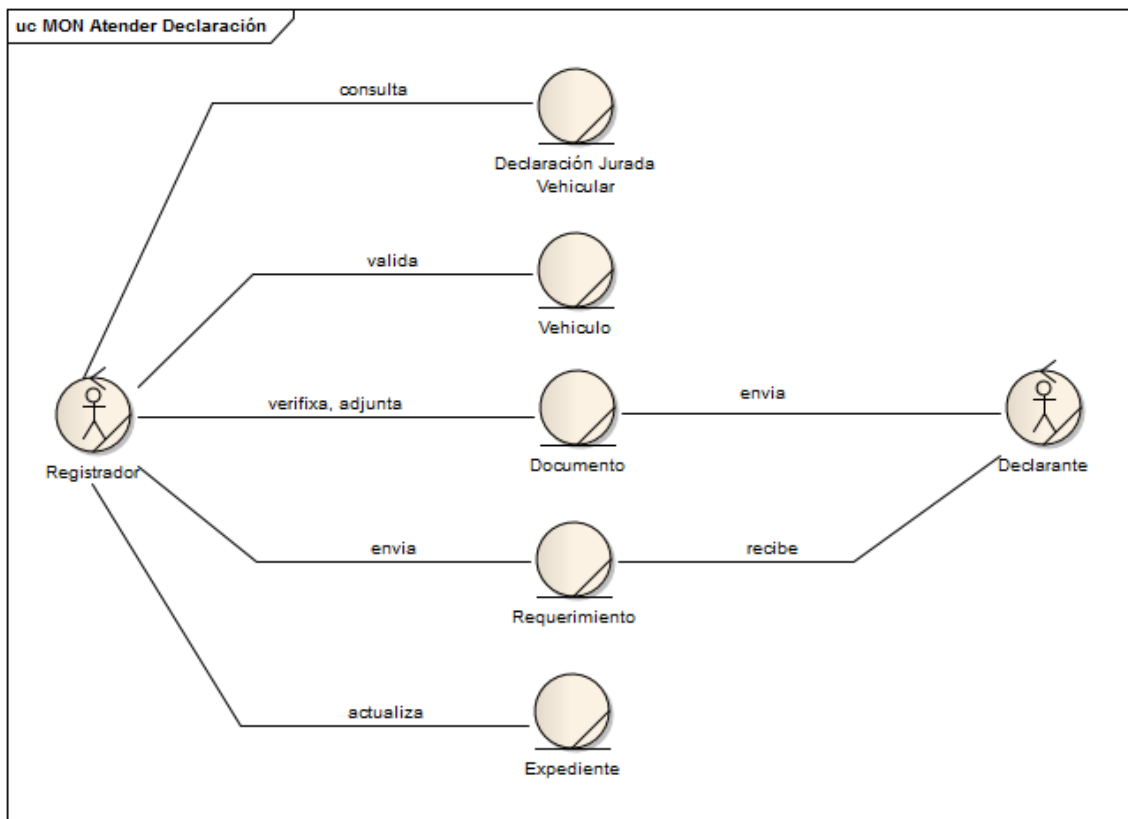 uc MON Atender Declaración
consulta
Declaración Jurada
Vehicular
valida
Vehiculo
verifixa, adjunta
envia
Registrador
Documento
Declarante
envia
recibe
Requerimiento
actualiza
Expediente